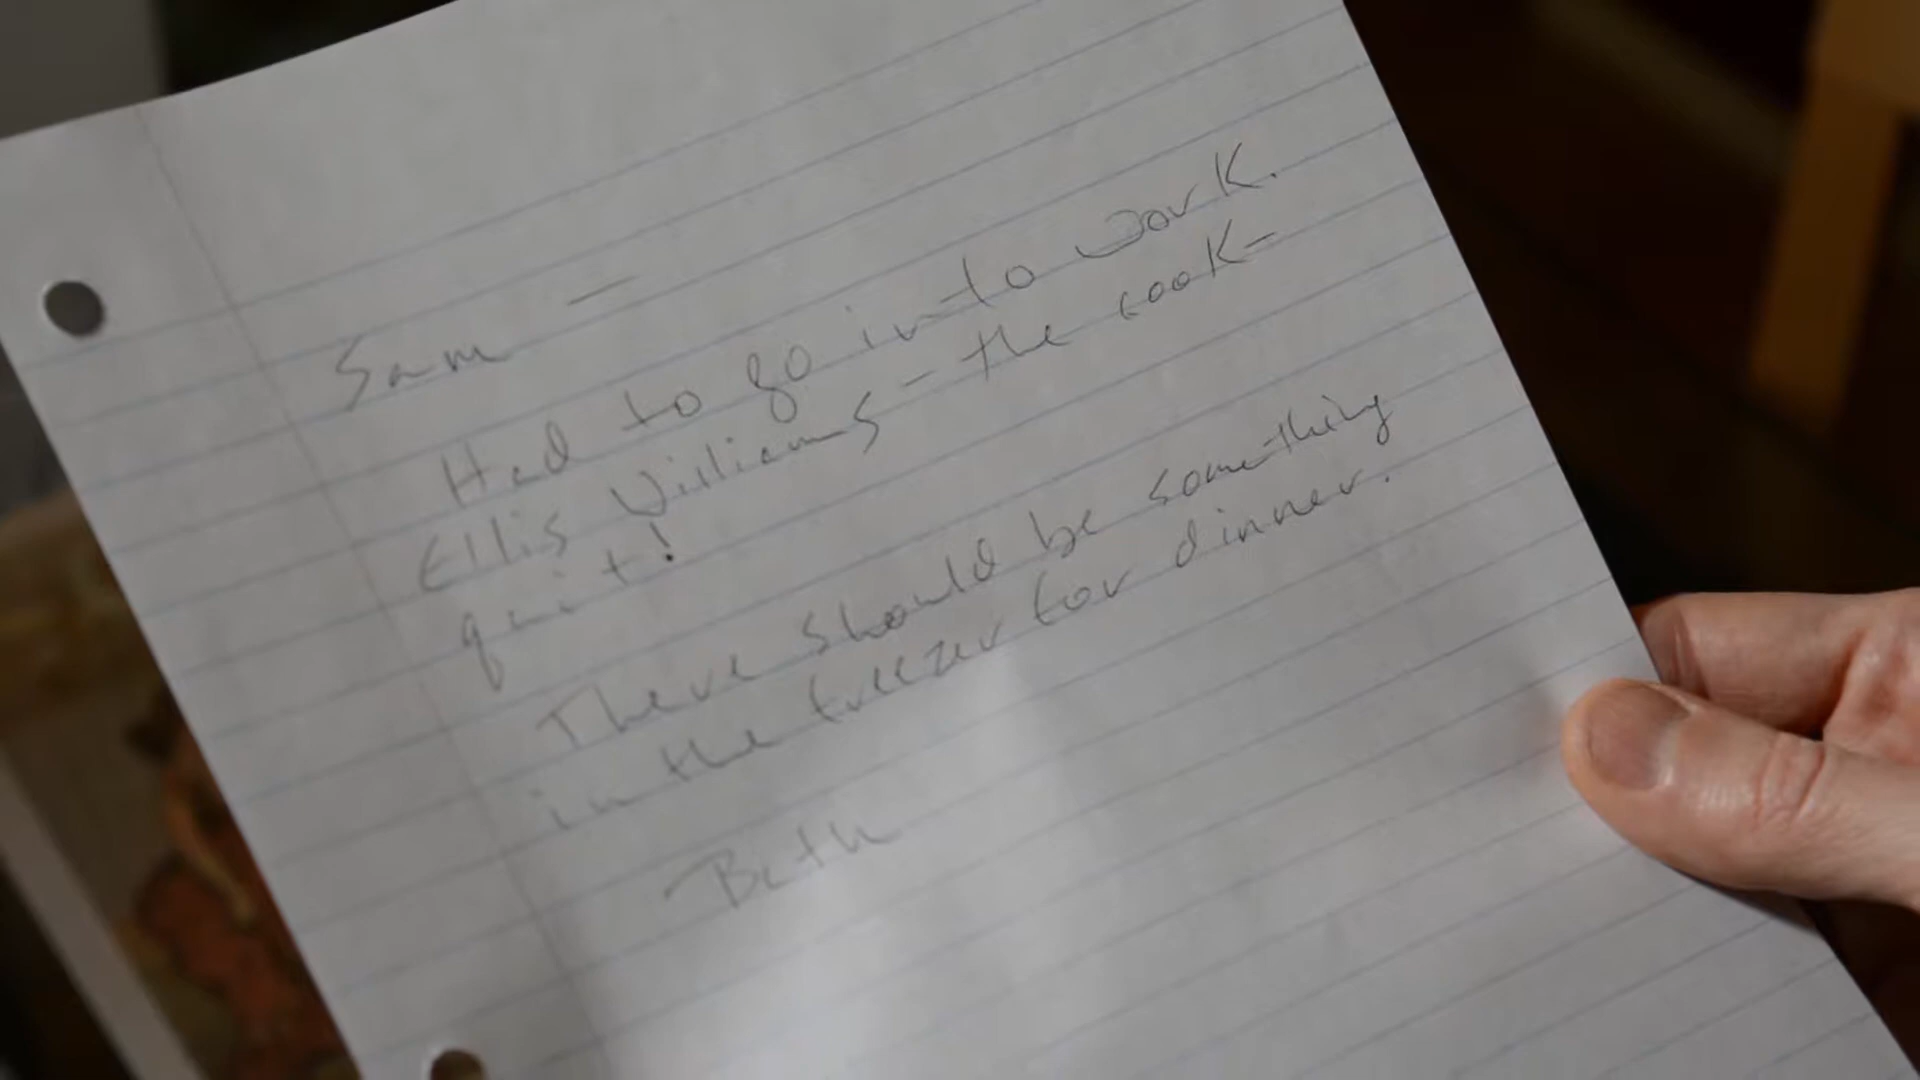 Sam —
Had to go in to work.
Ellis Williams - the cook -
quit!
There should be something
in the freezer for dinner.
Beth